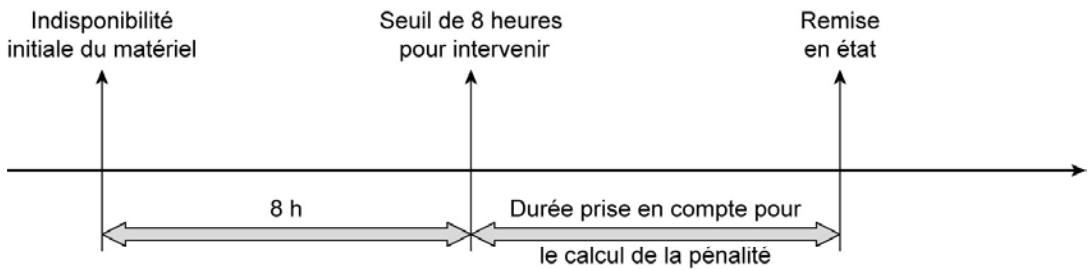 Indisponibilité
initiale du matériel
Seuil de 8 heures
pour intervenir
Remise
en état
8 h
Durée prise en compte pour
le calcul de la pénalité